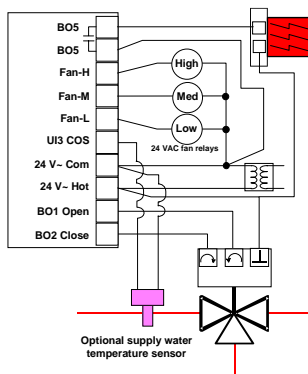 BO5
BO5
Fan-H
High
Fan-M
Med
Fan-L
Low
UI3 COS
24 VAC fan relays
24 V~ Com
24 V~ Hot
BO1 Open
BO2 Close
Optional supply water
temperature sensor